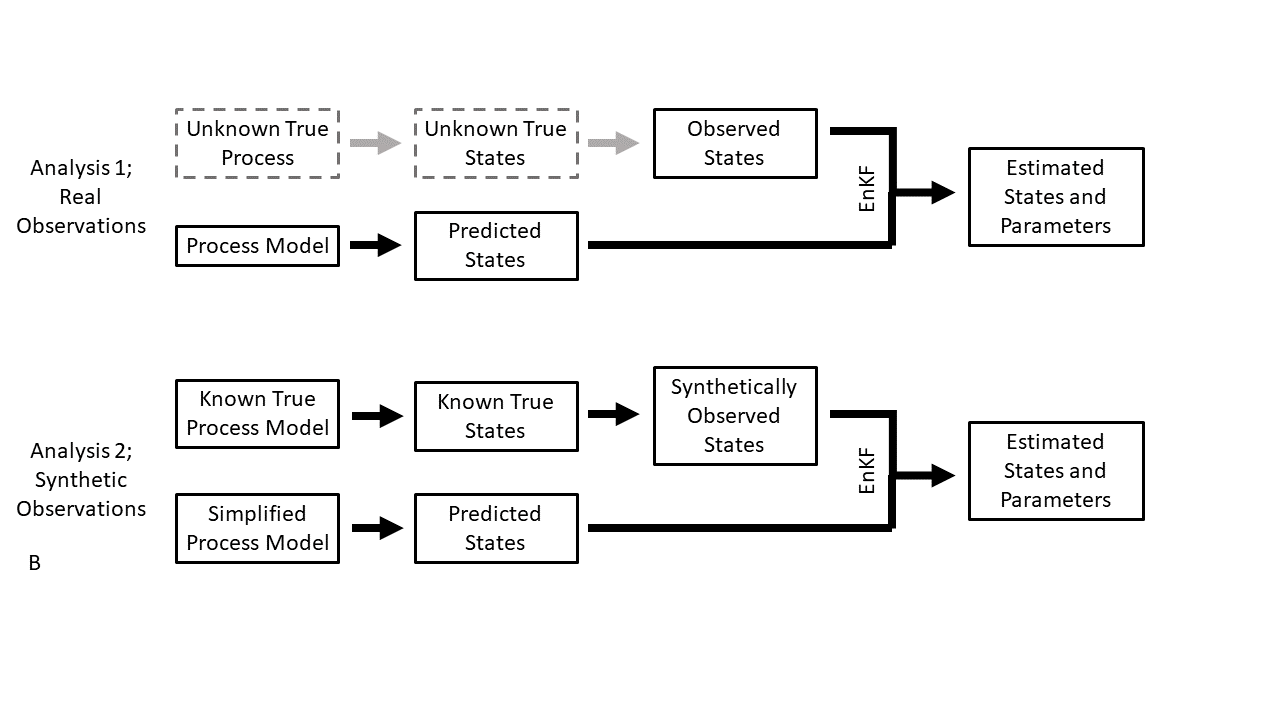 Analysis 1;
Real
Observations
Unknown True
Process
Unknown True
States
Observed
States
Process Model
Predicted
States
EnKF
Estimated
States and
Parameters
Analysis 2;
Synthetic
Observations
Known True
Process Model
Known True
States
Synthetically
Observed
States
Simplified
Process Model
Predicted
States
EnKF
Estimated
States and
Parameters
B